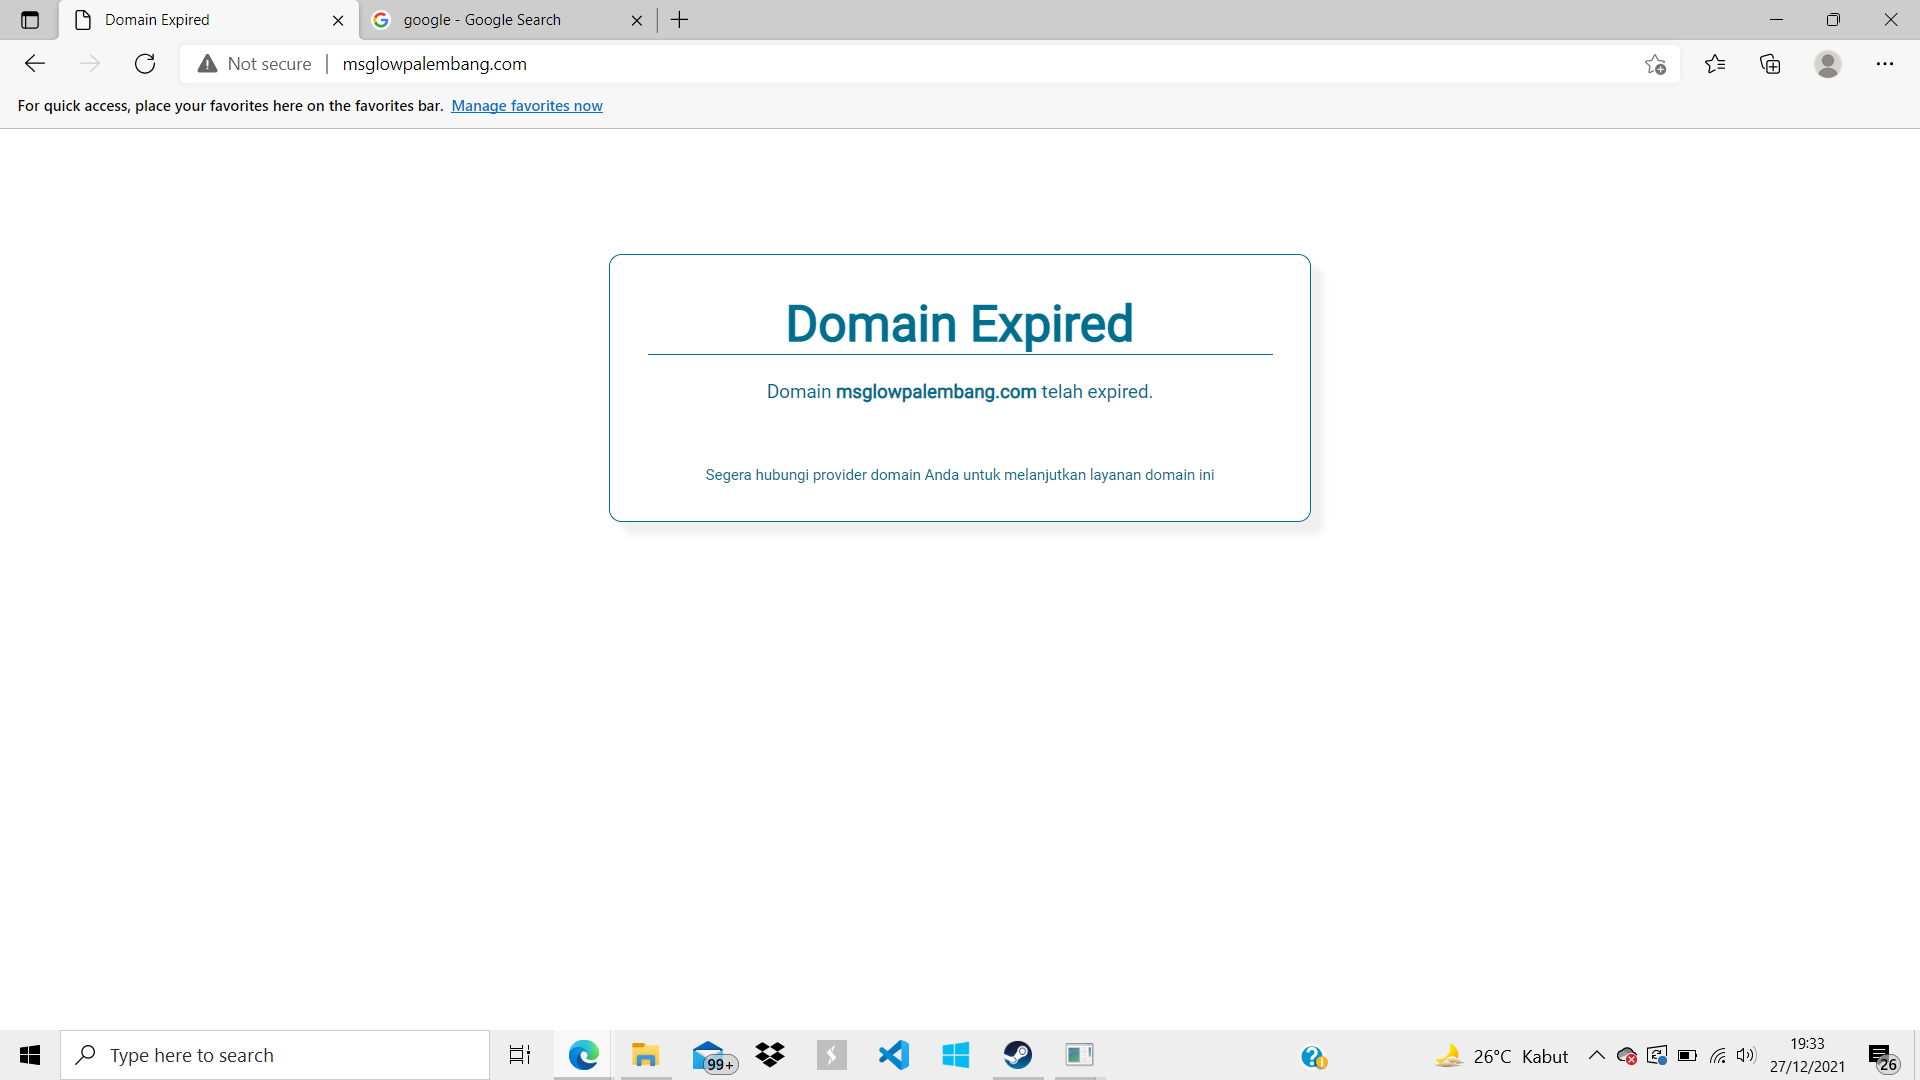 Domain Expired
google - Google Search
Not secure
msglowpalembang.com
For quick access, place your favorites here on the favorites bar. Manage favorites now
Domain Expired
Domain msglowpalembang.com telah expired.
Segera hubungi provider domain Anda untuk melanjutkan layanan domain ini
Type here to search
99+
26°C Kabut
19:33
27/12/2021
26